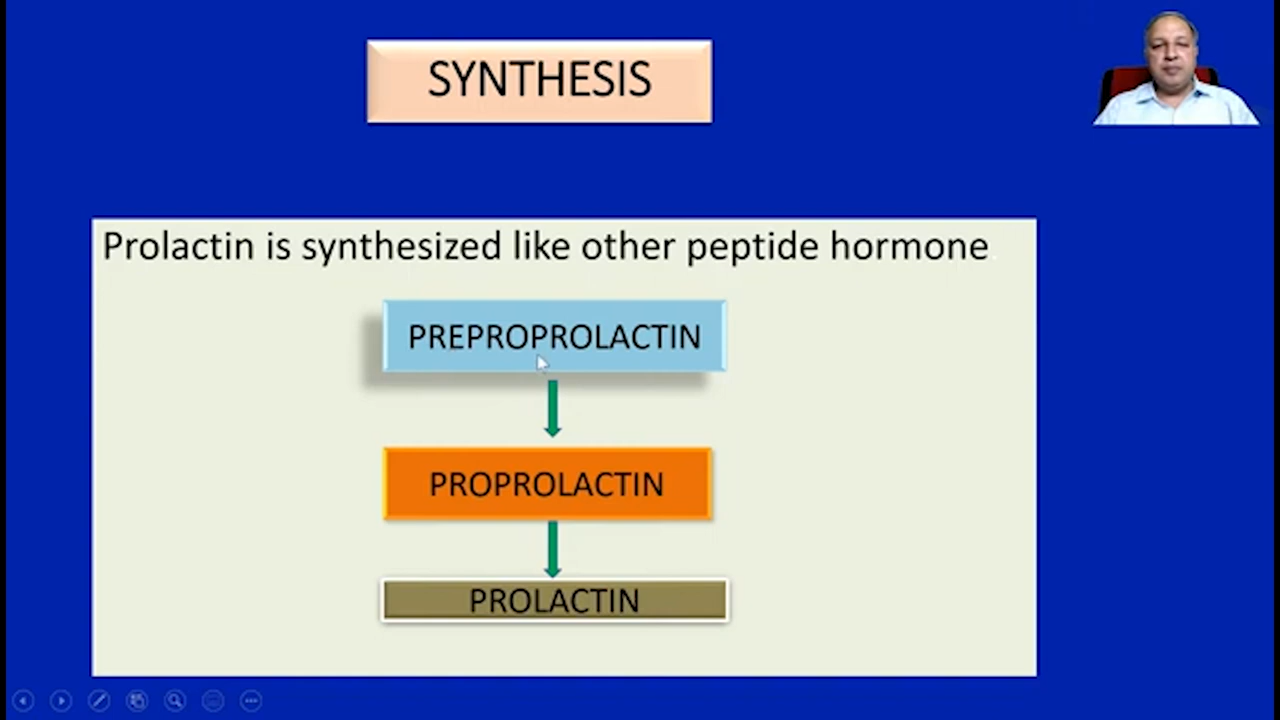 SYNTHESIS
Prolactin is synthesized like other peptide hormone
PREPROPROLACTIN
PROPROLACTIN
PROLACTIN